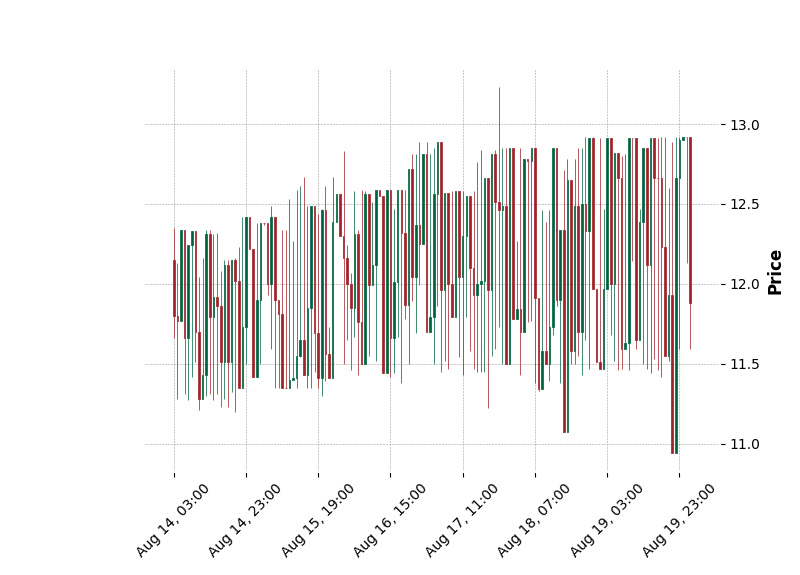 13.0
12.5
12.0
11.5
11.0
Price
Aug 14, 03:00
Aug 14, 23:00
Aug 15, 19:00
Aug 16, 15:00
Aug 17, 11:00
Aug 18, 07:00
Aug 19, 03:00
Aug 19, 23:00